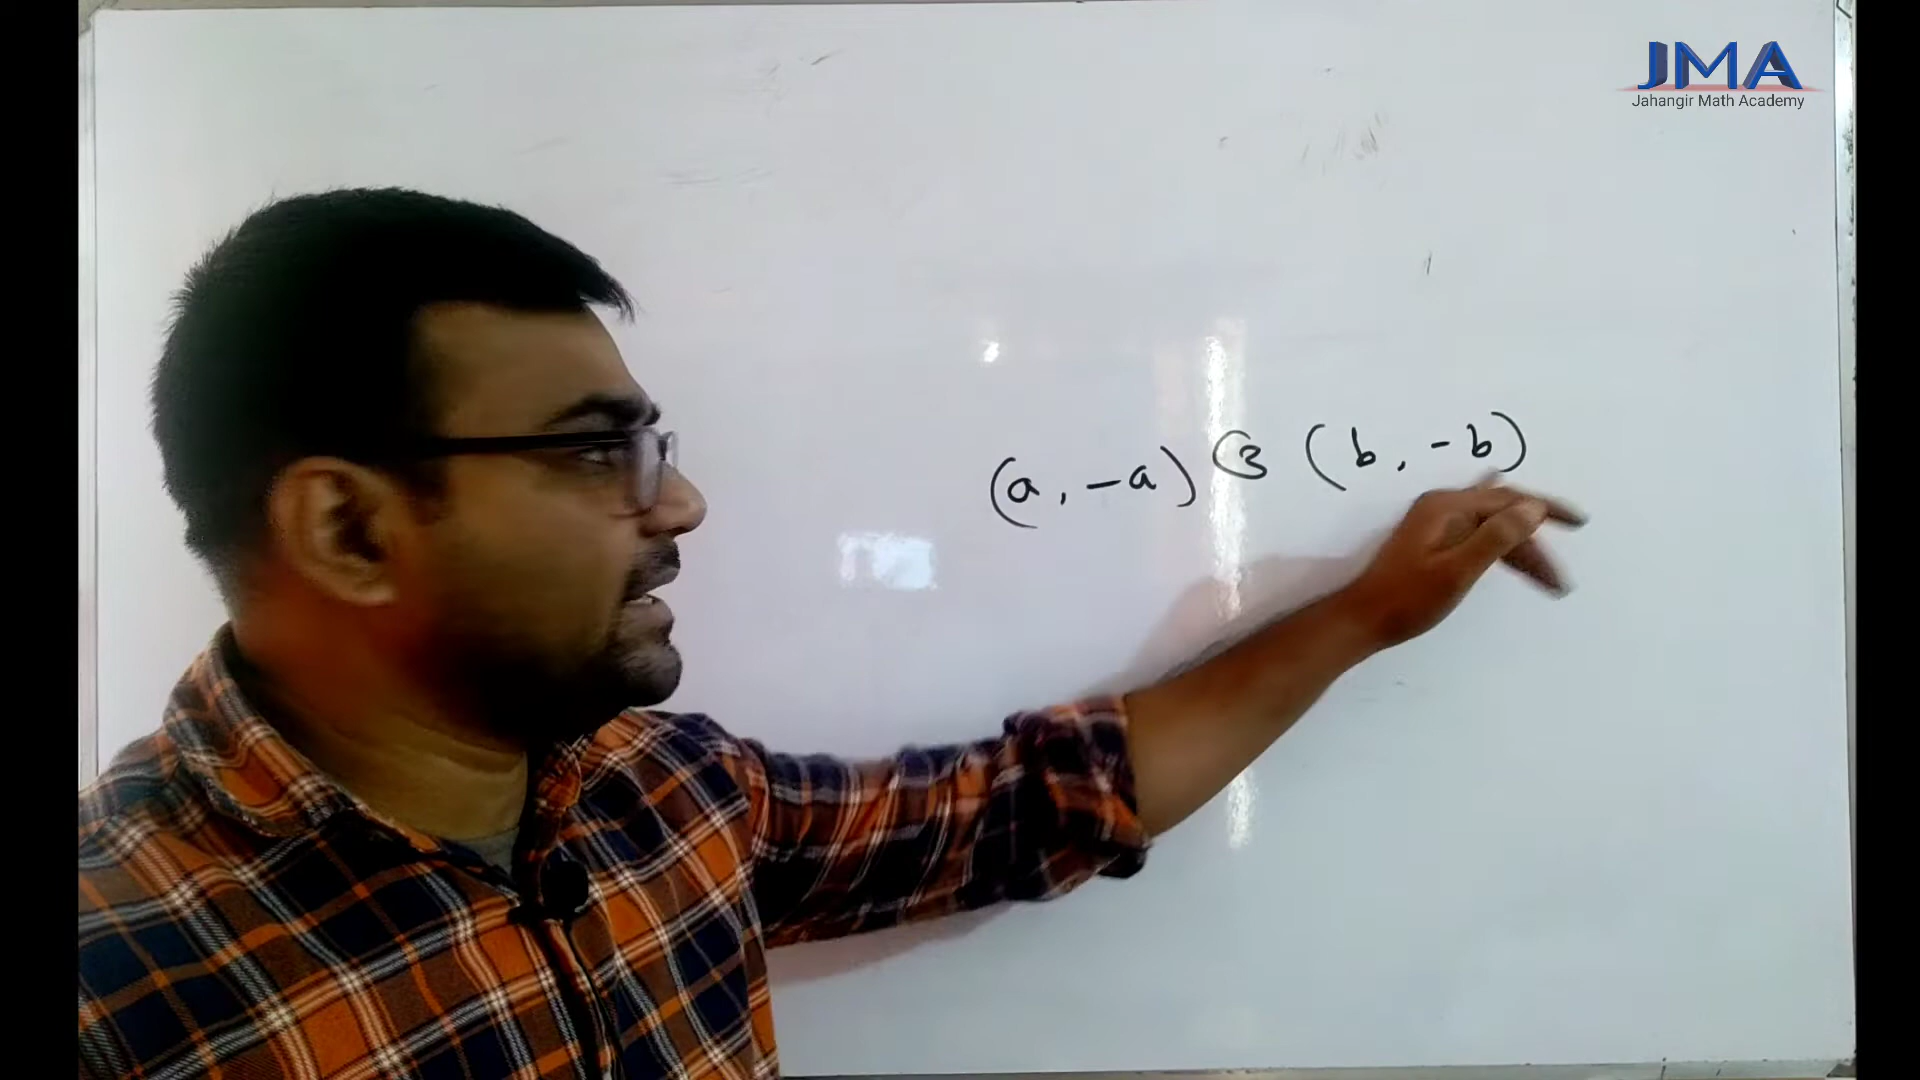 JMA
Jahangir Math Academy
(a, -a) ও (b, -b)